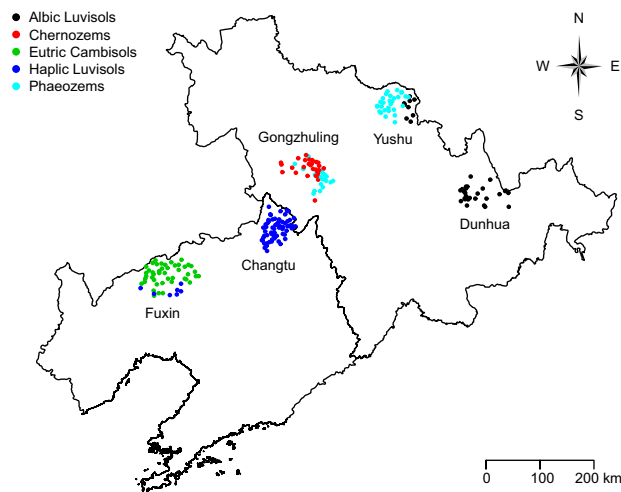 Albic Luvisols
Chernozems
Eutric Cambisols
Haplic Luvisols
Phaeozems
N
W E
S
Gongzhuling
Yushu
Dunhua
Changtu
Fuxin
0 100 200 km